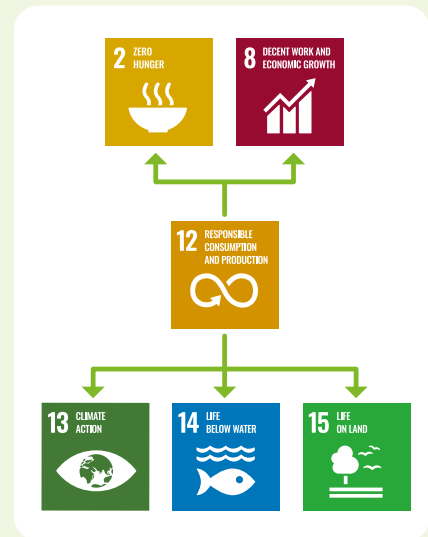 2 ZERO
HUNGER
8 DECENT WORK AND
ECONOMIC GROWTH
12 RESPONSIBLE
CONSUMPTION
AND PRODUCTION
13 CLIMATE
ACTION
14 LIFE
BELOW WATER
15 LIFE
ON LAND